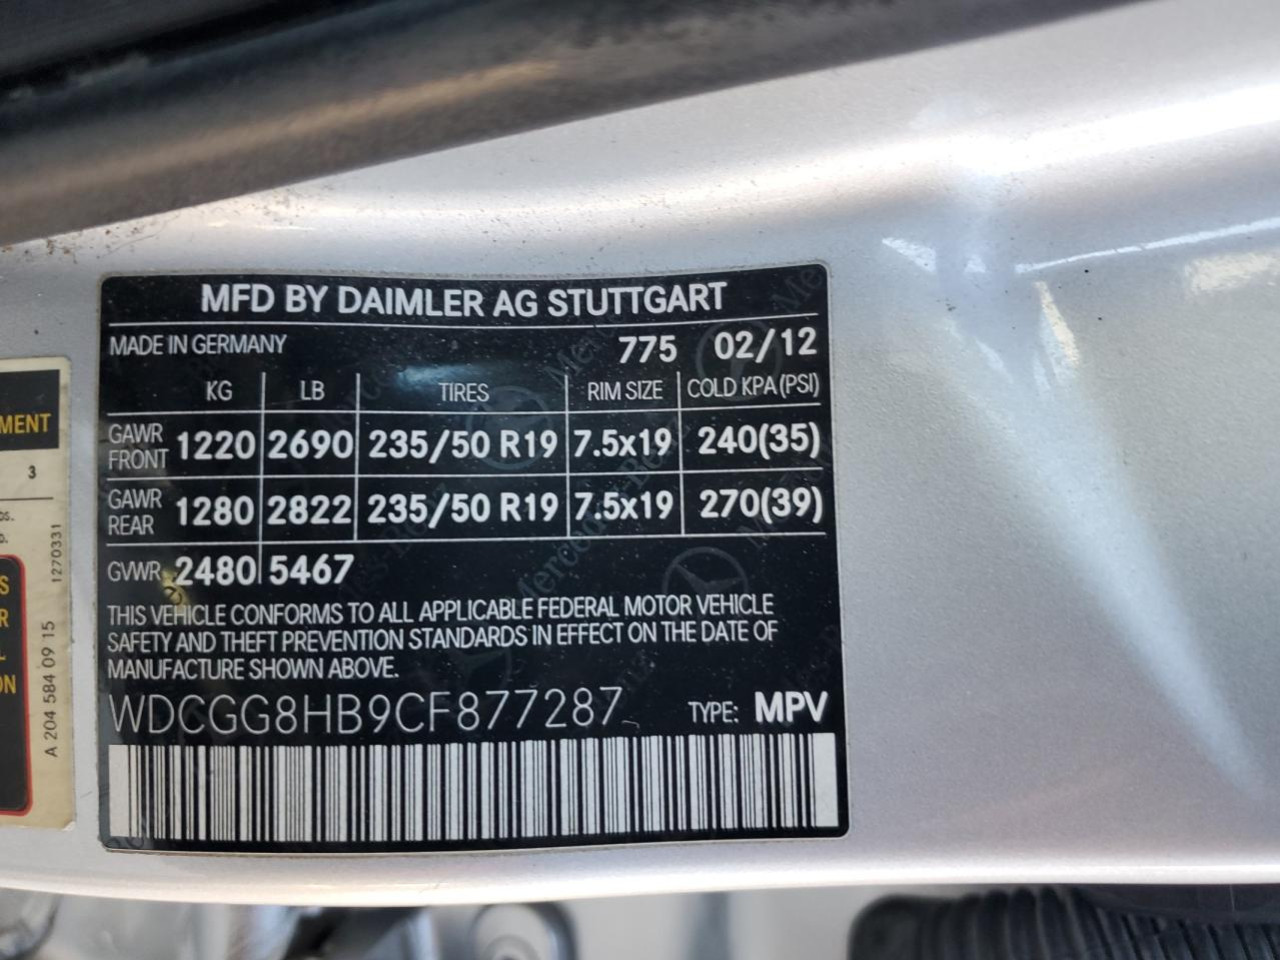 MFD BY DAIMLER AG STUTTGART
MADE IN GERMANY 775 02/12
KG LB TIRES RIM SIZE COLD KPA (PSI)
GAWR FRONT 1220 2690 235/50 R19 7.5x19 240(35)
GAWR REAR 1280 2822 235/50 R19 7.5x19 270(39)
GVWR 2480 5467
THIS VEHICLE CONFORMS TO ALL APPLICABLE FEDERAL MOTOR VEHICLE
SAFETY AND THEFT PREVENTION STANDARDS IN EFFECT ON THE DATE OF
MANUFACTURE SHOWN ABOVE.
WDCGG8HB9CF877287 TYPE: MPV
MENT
3
1270331
A 204 584 09 15